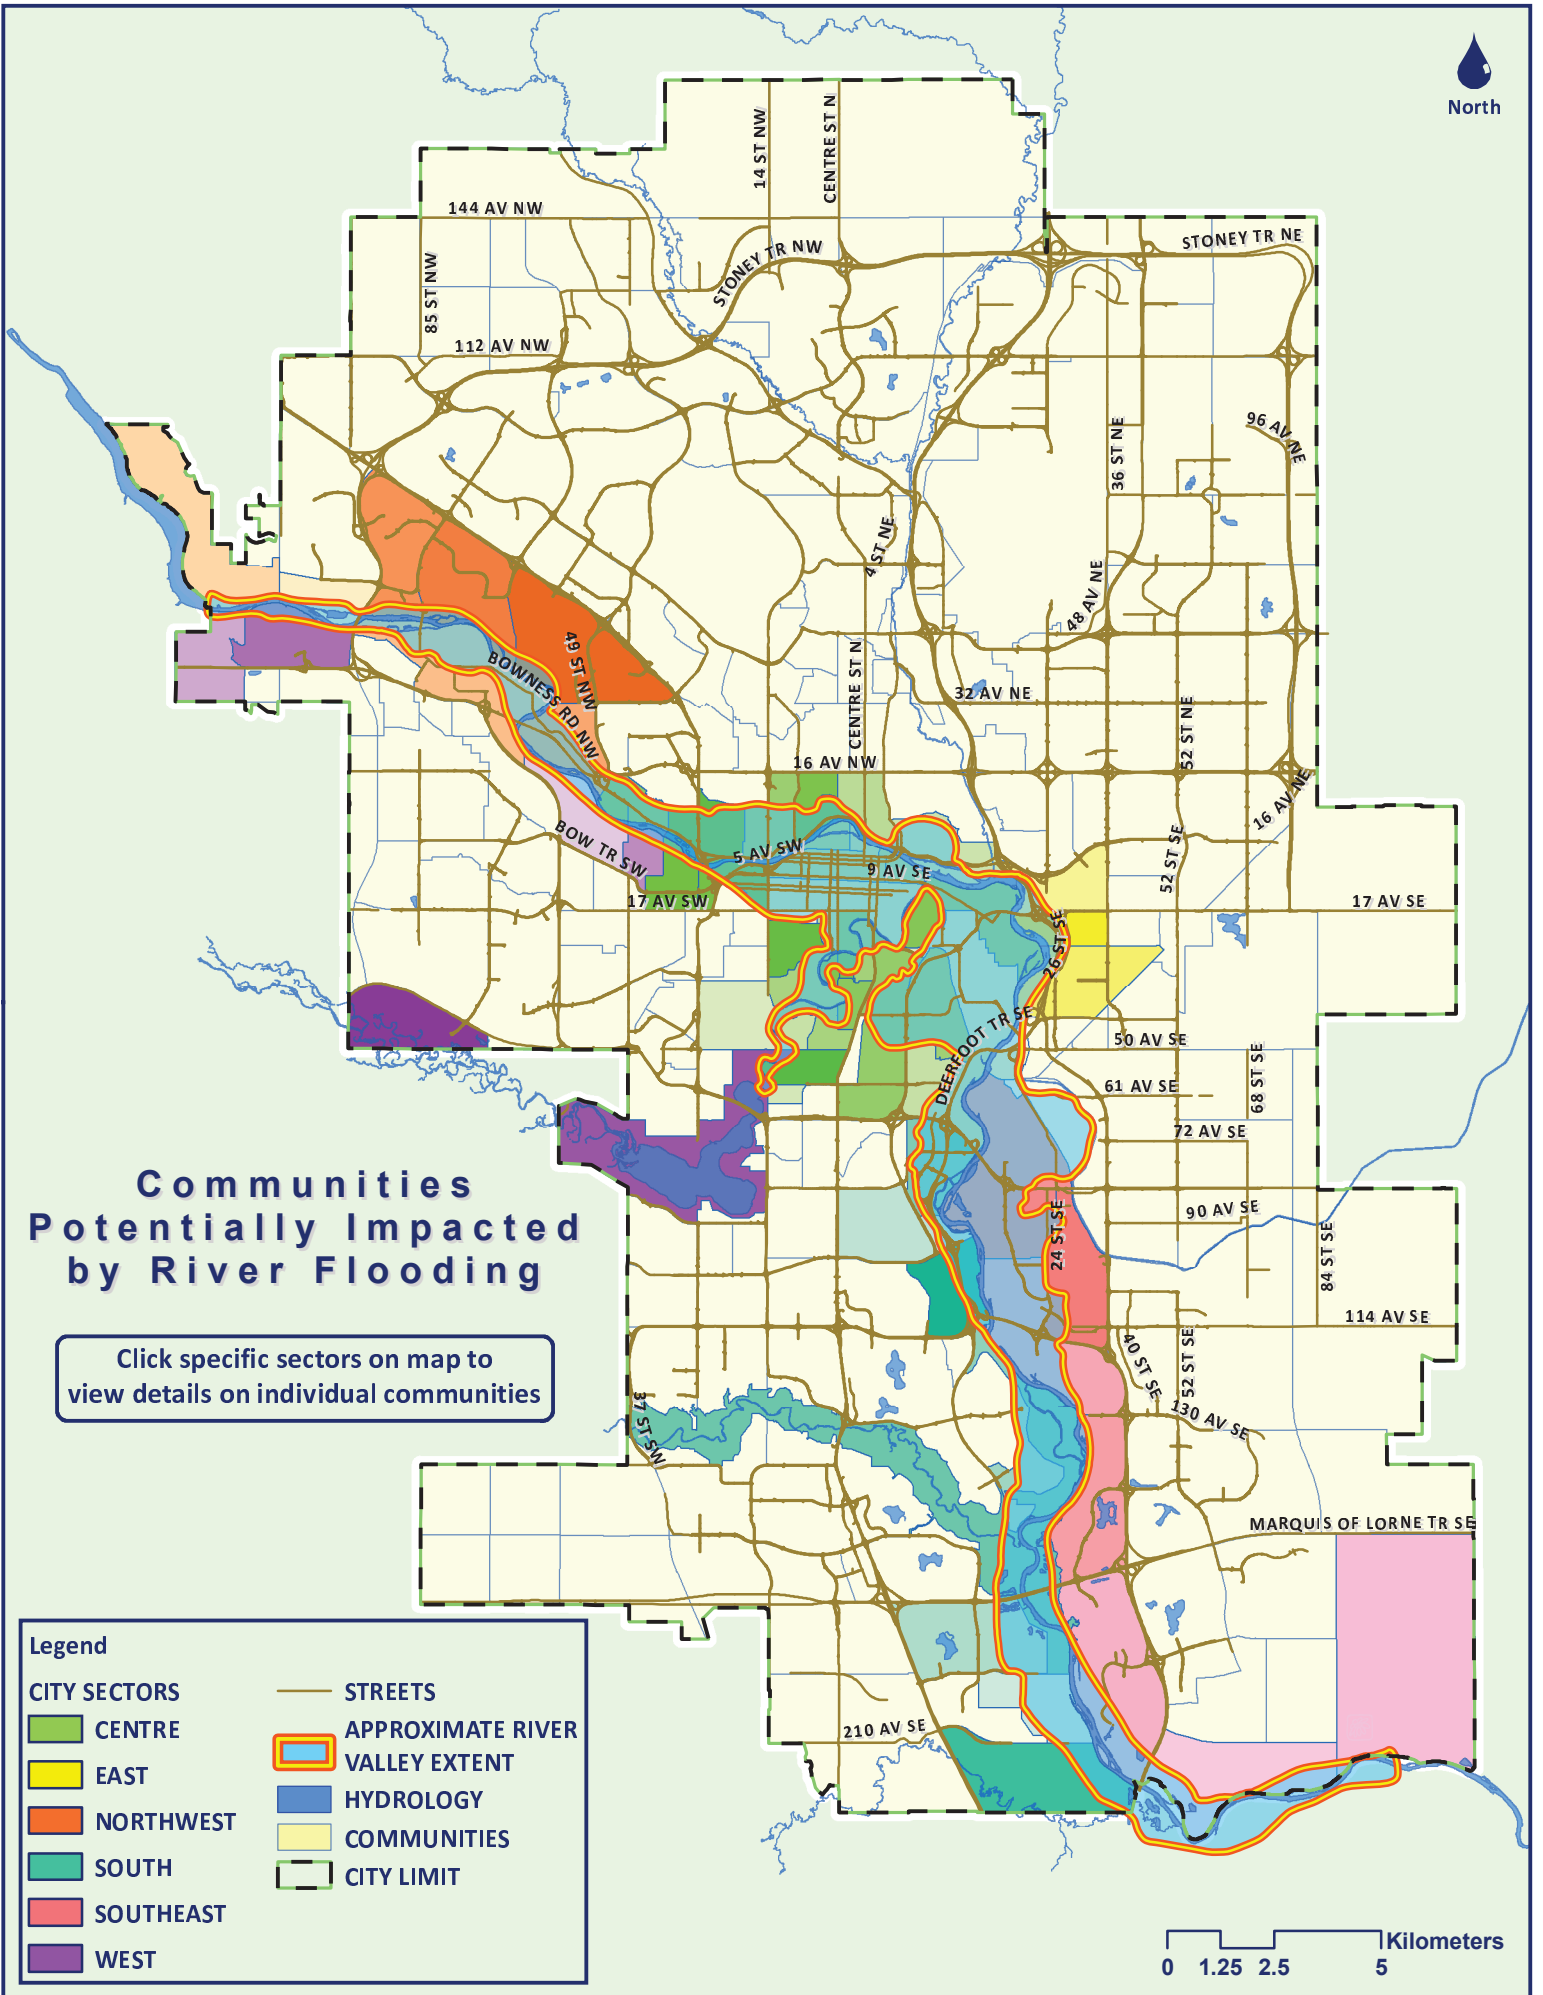 North
14 ST NW
CENTRE ST N
144 AV NW
STONEY TR NE
STONEY TR NW
85 ST NW
112 AV NW
96 AV NE
36 ST NE
4 ST NE
48 AV NE
49 ST NW
BOWNESS RD NW
CENTRE ST N
32 AV NE
52 ST NE
16 AV NW
16 AV NE
BOW TR SW
5 AV SW
9 AV SE
52 ST SE
17 AV SW
17 AV SE
26 ST SE
DEERFOOT TR SE
50 AV SE
61 AV SE
68 ST SE
72 AV SE
90 AV SE
24 ST SE
84 ST SE
114 AV SE
40 ST SE
52 ST SE
130 AV SE
37 ST SW
MARQUIS OF LORNE TR SE
210 AV SE
Communities
Potentially Impacted
by River Flooding
Click specific sectors on map to
view details on individual communities
Legend
CITY SECTORS
CENTRE
EAST
NORTHWEST
SOUTH
SOUTHEAST
WEST
STREETS
APPROXIMATE RIVER
VALLEY EXTENT
HYDROLOGY
COMMUNITIES
CITY LIMIT
Kilometers
0 1.25 2.5 5